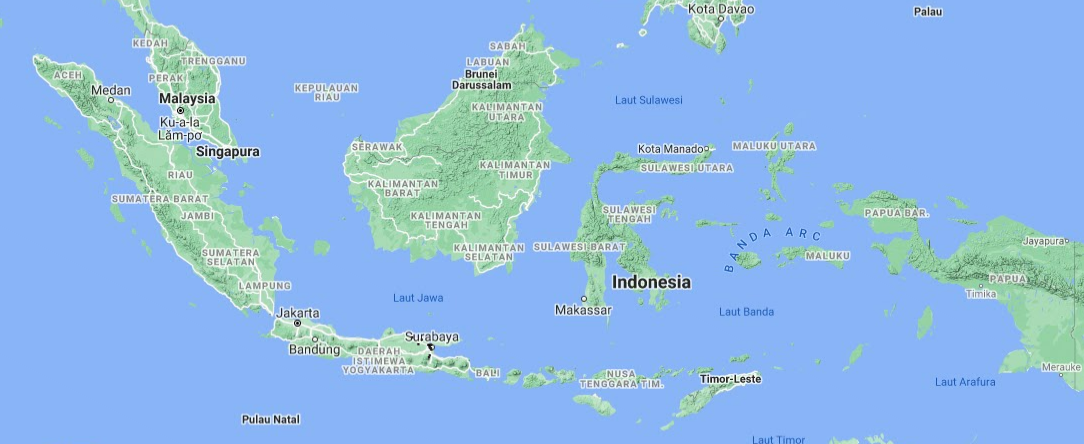 Kota Davao
Palau
KEDAH
SABAH
TRENGGANU
LABUAN
ACEH
PERAK
Brunei
Darussalam
Medan
KEPULAUAN
RIAU
Malaysia
Laut Sulawesi
KALIMANTAN
UTARA
Ku-a-la
Lăm-pơ
Singapura
SERAWAK
Kota Manado
MALUKU UTARA
KALIMANTAN
TIMUR
SULAWESI UTARA
RIAU
KALIMANTAN
BARAT
SUMATERA BARAT
JAMBI
KALIMANTAN
TENGAH
SULAWESI
TENGAH
PAPUA BAR.
BANDA ARC
Jayapura
SUMATERA
SELATAN
KALIMANTAN
SELATAN
SULAWESI BARAT
MALUKU
Indonesia
PAPUA
LAMPUNG
Timika
Laut Jawa
Makassar
Laut Banda
Jakarta
Surabaya
Bandung
DAERAH
ISTIMEWA
YOGYAKARTA
BALI
NUSA
TENGGARA TIM.
Timor-Leste
Merauke
Laut Arafura
Pulau Natal
Laut Timor